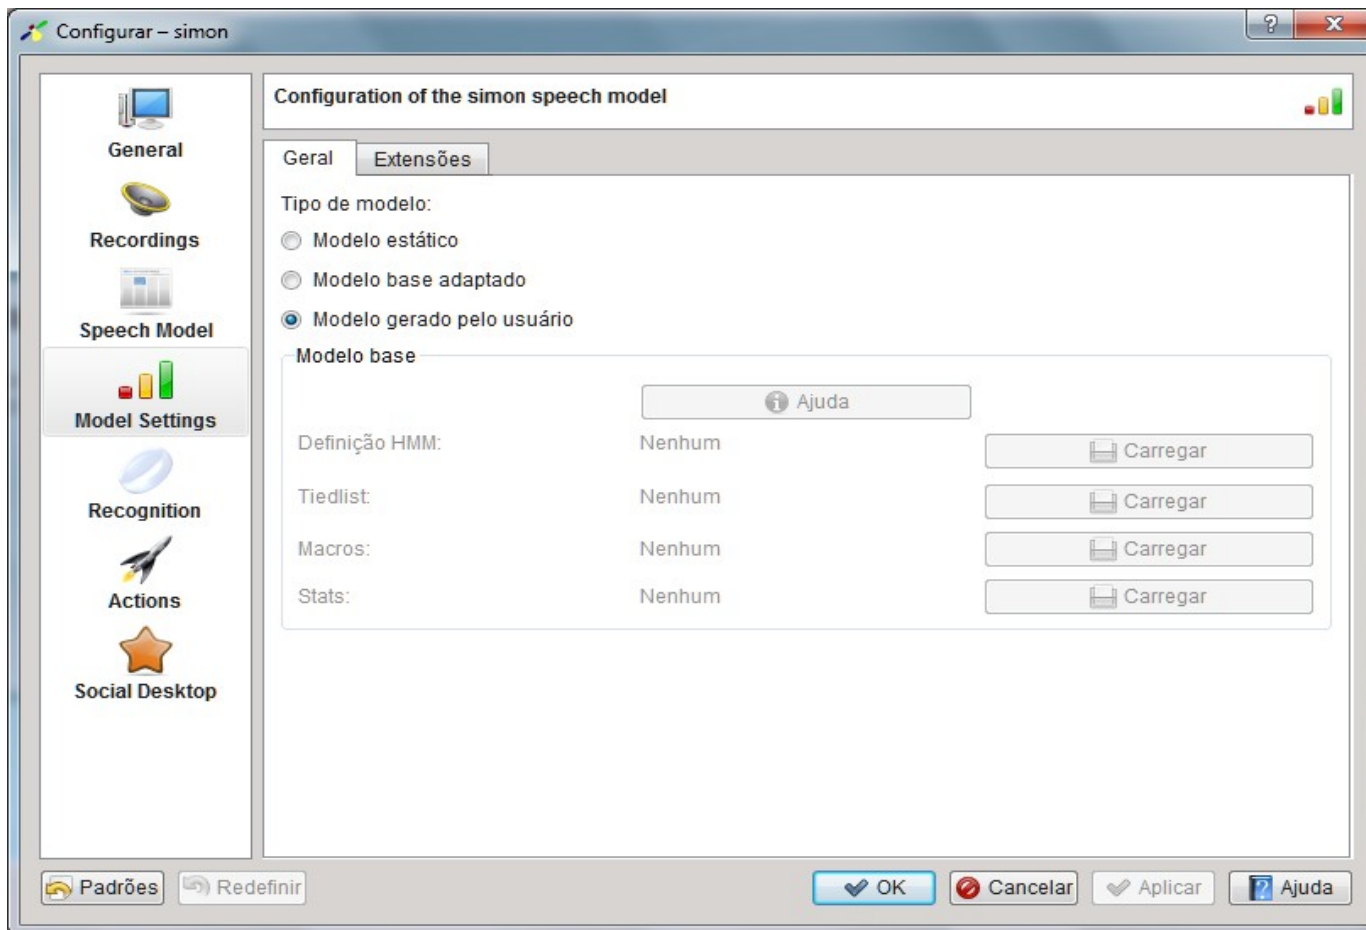 Configurar – simon
General
Recordings
Speech Model
Model Settings
Recognition
Actions
Social Desktop
Configuration of the simon speech model
Geral Extensões
Tipo de modelo:
Modelo estático
Modelo base adaptado
Modelo gerado pelo usuário
Modelo base
Ajuda
Definição HMM: Nenhum Carregar
Tiedlist: Nenhum Carregar
Macros: Nenhum Carregar
Stats: Nenhum Carregar
Padrões Redefinir OK Cancelar Aplicar Ajuda